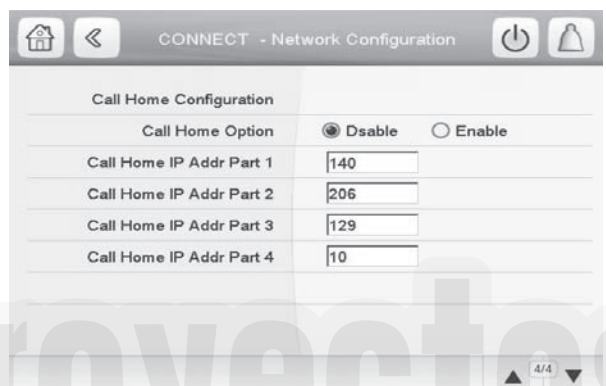 CONNECT - Network Configuration
Call Home Configuration
Call Home Option Dsable Enable
Call Home IP Addr Part 1 140
Call Home IP Addr Part 2 206
Call Home IP Addr Part 3 129
Call Home IP Addr Part 4 10
4/4